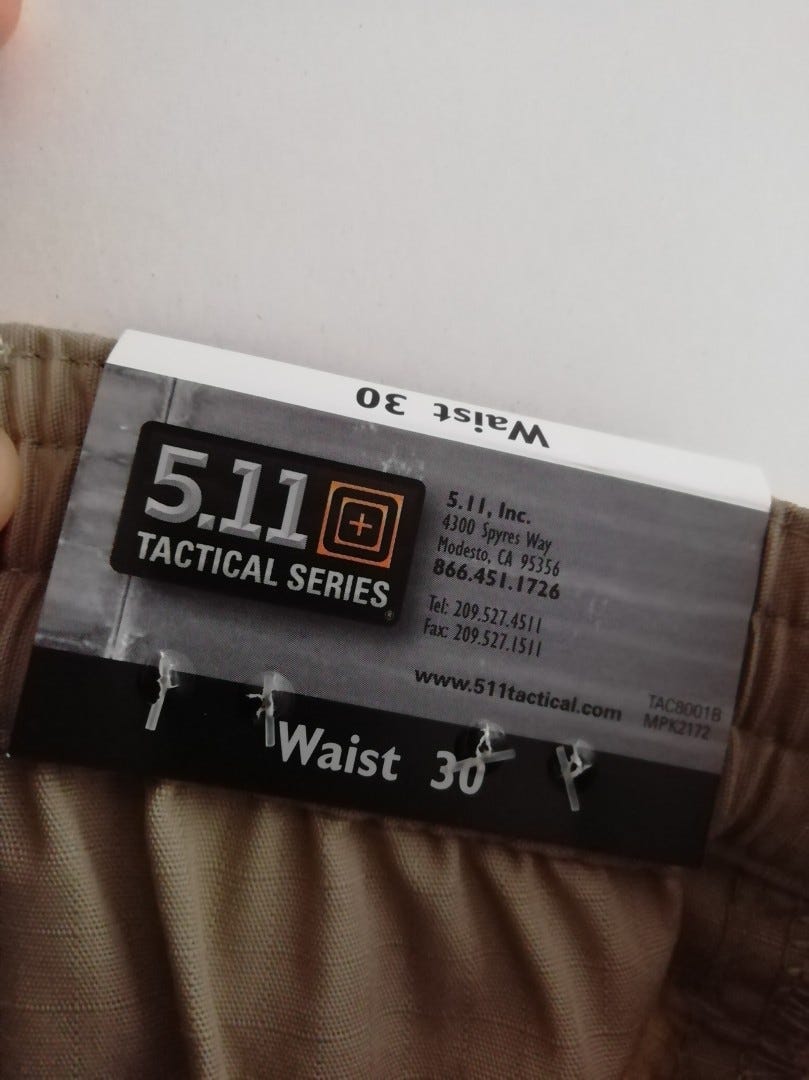 Waist 30
5.11
TACTICAL SERIES®
5.11, Inc.
4300 Spyres Way
Modesto, CA 95356
866.451.1726
Tel: 209.527.4511
Fax: 209.527.1511
www.511tactical.com
TAC8001B
MPK2172
Waist 30